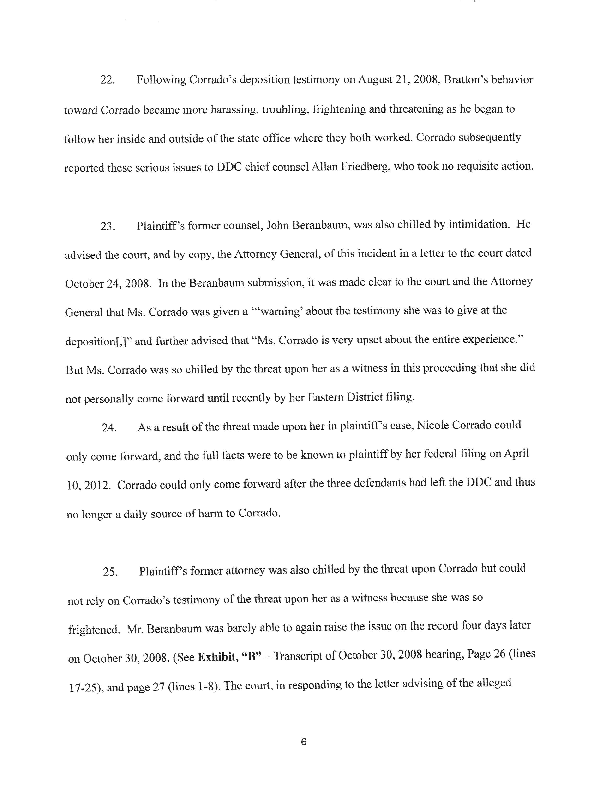 22. Following Corrado's deposition testimony on August 21, 2008, Bratton's behavior
toward Corrado became more harassing, troubling, frightening and threatening as he began to
follow her inside and outside of the state office where they both worked. Corrado subsequently
reported these serious issues to DDC chief counsel Allan Friedberg, who took no requisite action.
23. Plaintiff's former counsel, John Beranbaum, was also chilled by intimidation. He
advised the court, and by copy, the Attorney General, of this incident in a letter to the court dated
October 24, 2008. In the Beranbaum submission, it was made clear to the court and the Attorney
General that Ms. Corrado was given a "'warning' about the testimony she was to give at the
deposition[,]" and further advised that "Ms. Corrado is very upset about the entire experience."
But Ms. Corrado was so chilled by the threat upon her as a witness in this proceeding that she did
not personally come forward until recently by her Eastern District filing.
24. As a result of the threat made upon her in plaintiff's case, Nicole Corrado could
only come forward, and the full facts were to be known to plaintiff by her federal filing on April
10, 2012. Corrado could only come forward after the three defendants had left the DDC and thus
no longer a daily source of harm to Corrado.
25. Plaintiff's former attorney was also chilled by the threat upon Corrado but could
not rely on Corrado's testimony of the threat upon her as a witness because she was so
frightened. Mr. Beranbaum was barely able to again raise the issue on the record four days later
on October 30, 2008. (See Exhibit, "B" - Transcript of October 30, 2008 hearing, Page 26 (lines
17-25), and page 27 (lines 1-8). The court, in responding to the letter advising of the alleged
6